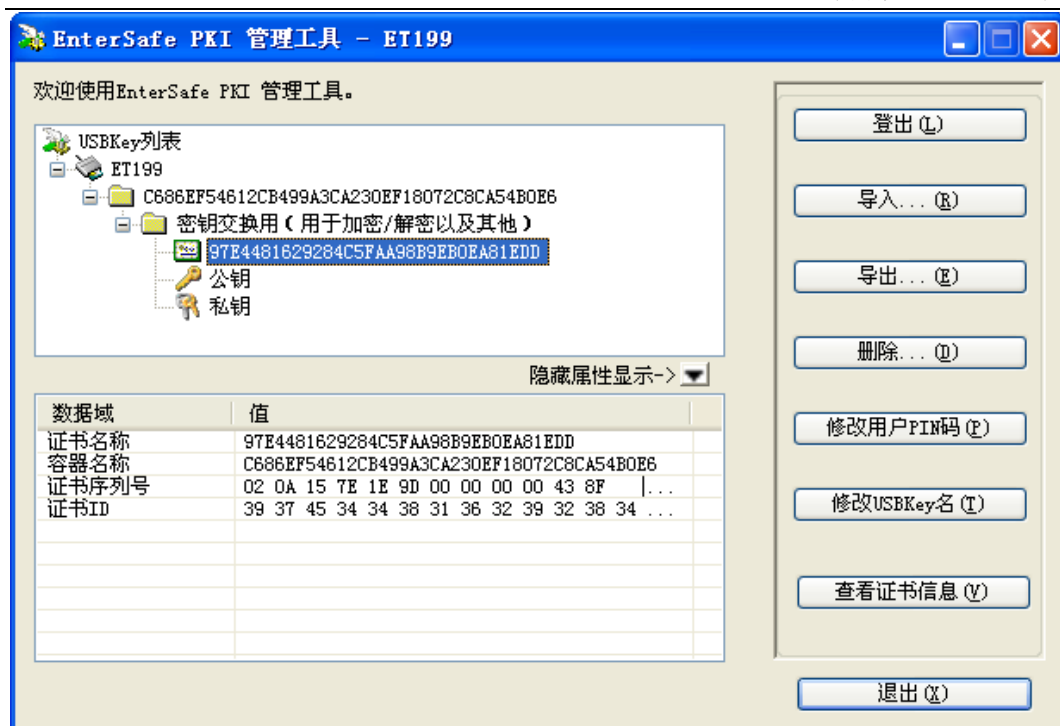 EnterSafe PKI 管理工具 - ET199
欢迎使用EnterSafe PKI 管理工具。
USBKey列表
ET199
C686EF54612CB499A3CA230EF18072C8CA54B0E6
密钥交换用(用于加密/解密以及其他)
97E4481629284C5FAA98B9EB0EA81EDD
公钥
私钥
隐藏属性显示->
数据域 值
证书名称 97E4481629284C5FAA98B9EB0EA81EDD
容器名称 C686EF54612CB499A3CA230EF18072C8CA54B0E6
证书序列号 02 0A 15 7E 1E 9D 00 00 00 00 43 8F |...
证书ID 39 37 45 34 34 38 31 36 32 39 32 38 34 ...
登出(L)
导入...(R)
导出...(E)
删除...(D)
修改用户PIN码(P)
修改USBKey名(T)
查看证书信息(V)
退出(X)